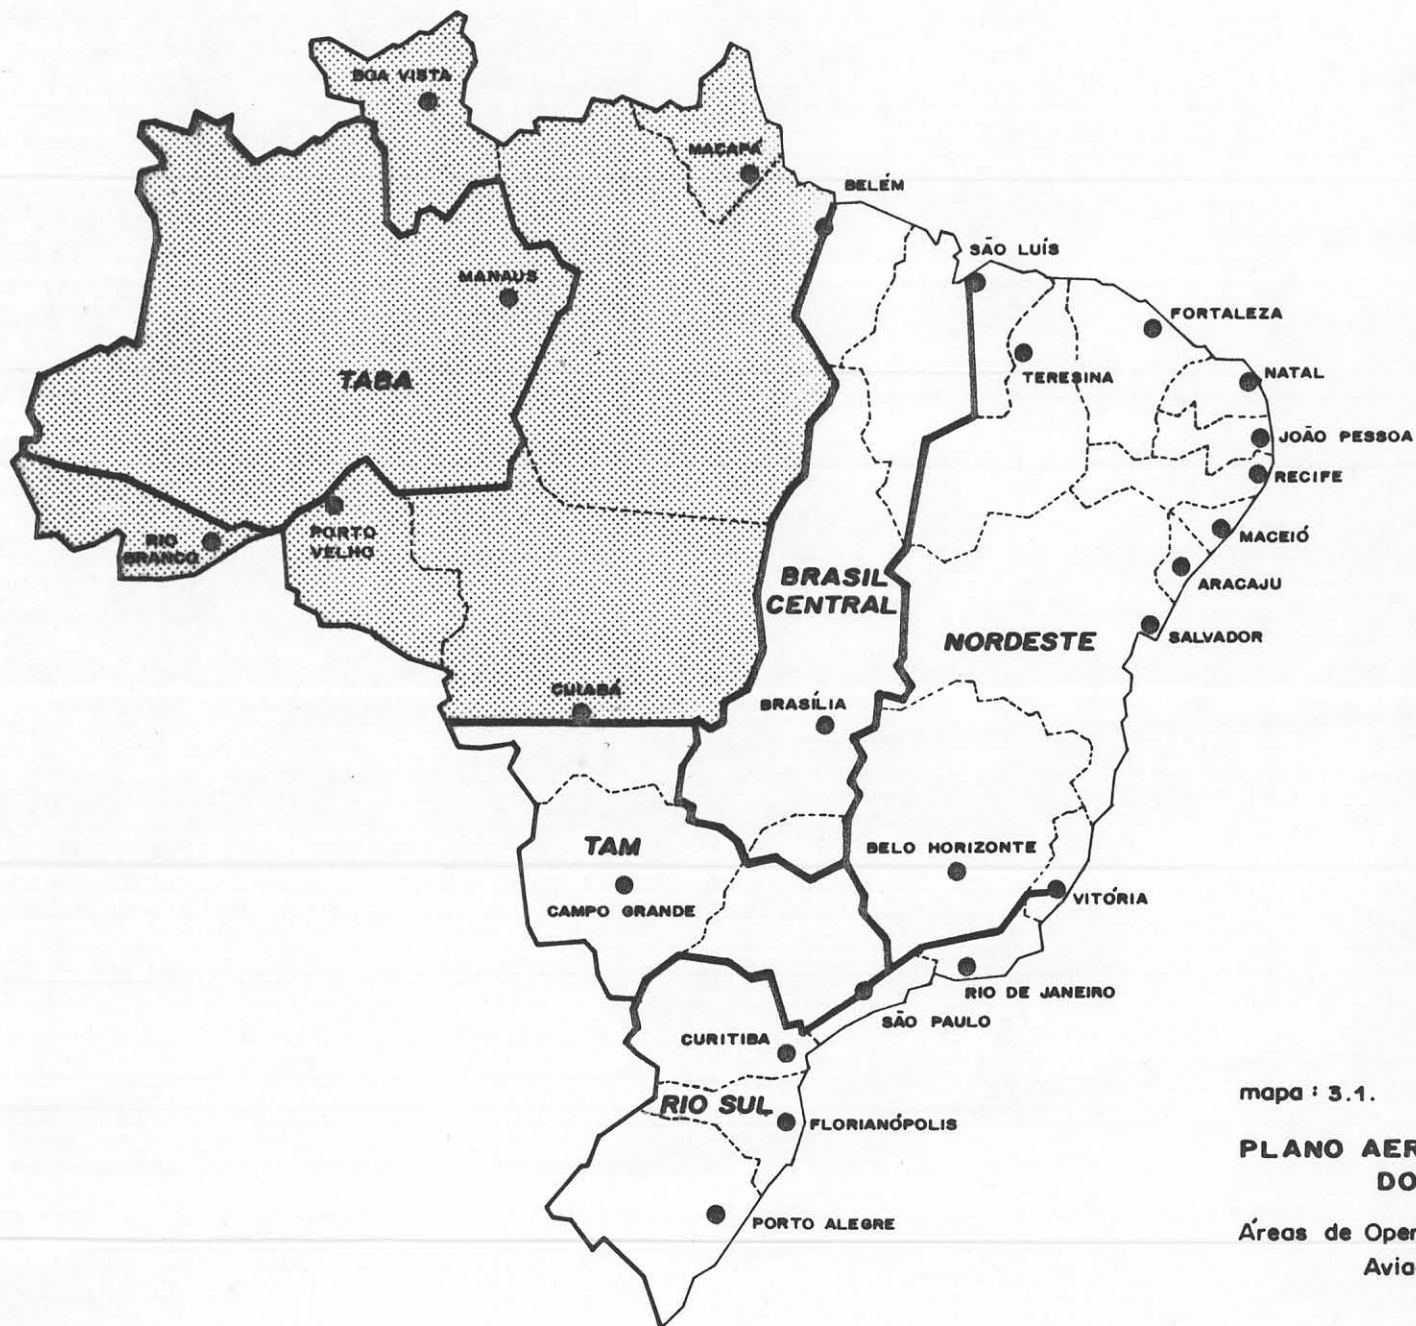 BOA VISTA
MACAPÁ
BELÉM
SÃO LUÍS
MANAUS
FORTALEZA
TABA
TERESINA
NATAL
JOÃO PESSOA
RECIFE
PORTO
VELHO
RIO
BRANCO
MACEIÓ
BRASIL
CENTRAL
ARACAJU
NORDESTE
SALVADOR
CUIABÁ
BRASÍLIA
TAM
BELO HORIZONTE
VITÓRIA
CAMPO GRANDE
RIO DE JANEIRO
SÃO PAULO
CURITIBA
RIO SUL
FLORIANÓPOLIS
PORTO ALEGRE
mapa : 3.1.
PLANO AER
DO
Áreas de Oper
Avia